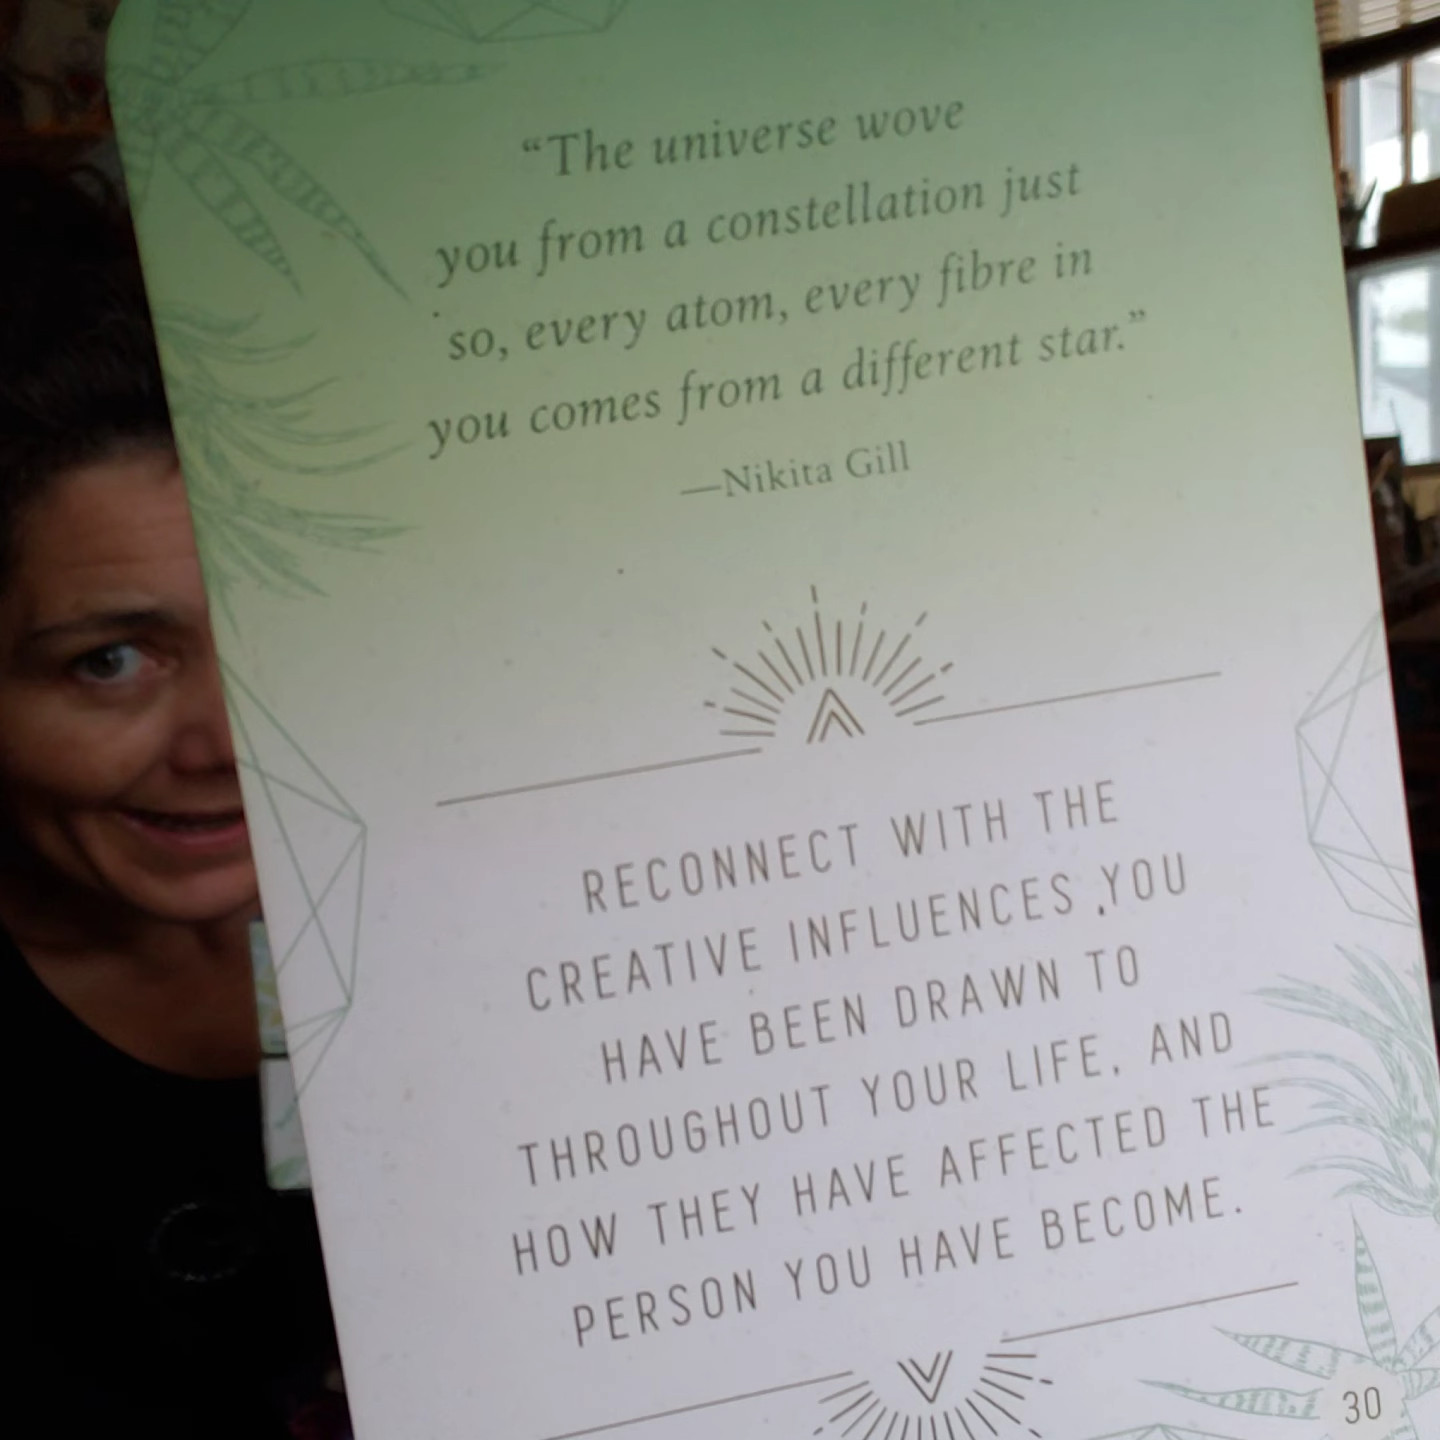 “The universe wove
you from a constellation just
so, every atom, every fibre in
you comes from a different star.”
—Nikita Gill
RECONNECT WITH THE
CREATIVE INFLUENCES YOU
HAVE BEEN DRAWN TO
THROUGHOUT YOUR LIFE, AND
HOW THEY HAVE AFFECTED THE
PERSON YOU HAVE BECOME.
30